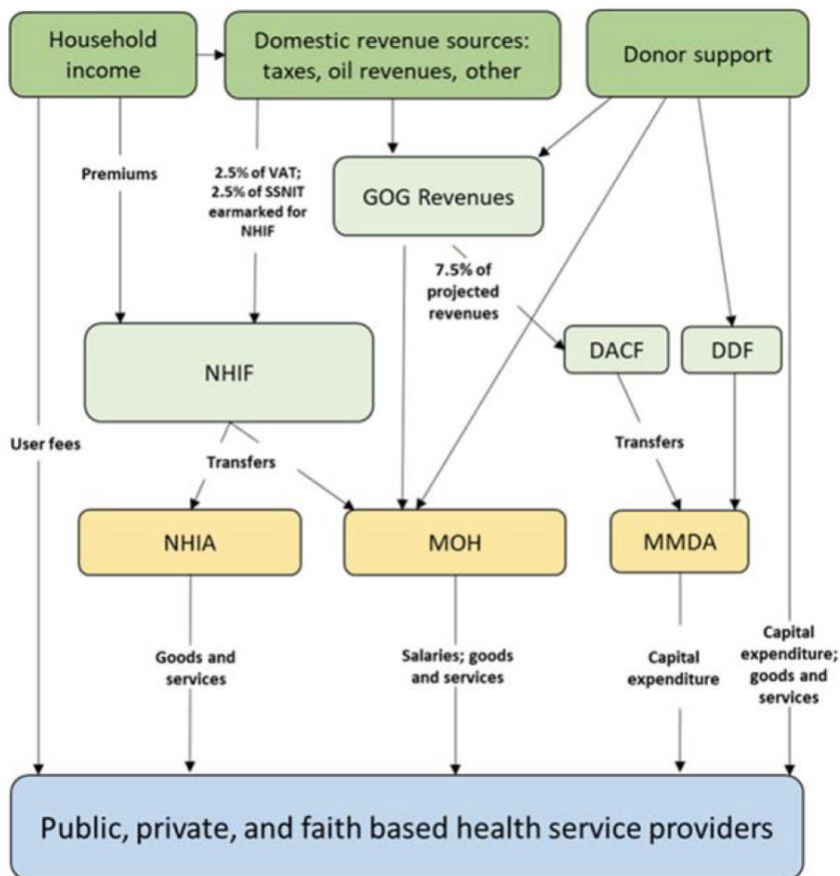 Household
income
Domestic revenue sources:
taxes, oil revenues, other
Donor support
Premiums
2.5% of VAT;
2.5% of SSNIT
earmarked for
NHIF
GOG Revenues
7.5% of
projected
revenues
DACF
DDF
NHIF
User fees
Transfers
Transfers
NHIA
MOH
MMDA
Goods and
services
Salaries; goods
and services
Capital
expenditure
Capital
expenditure;
goods and
services
Public, private, and faith based health service providers